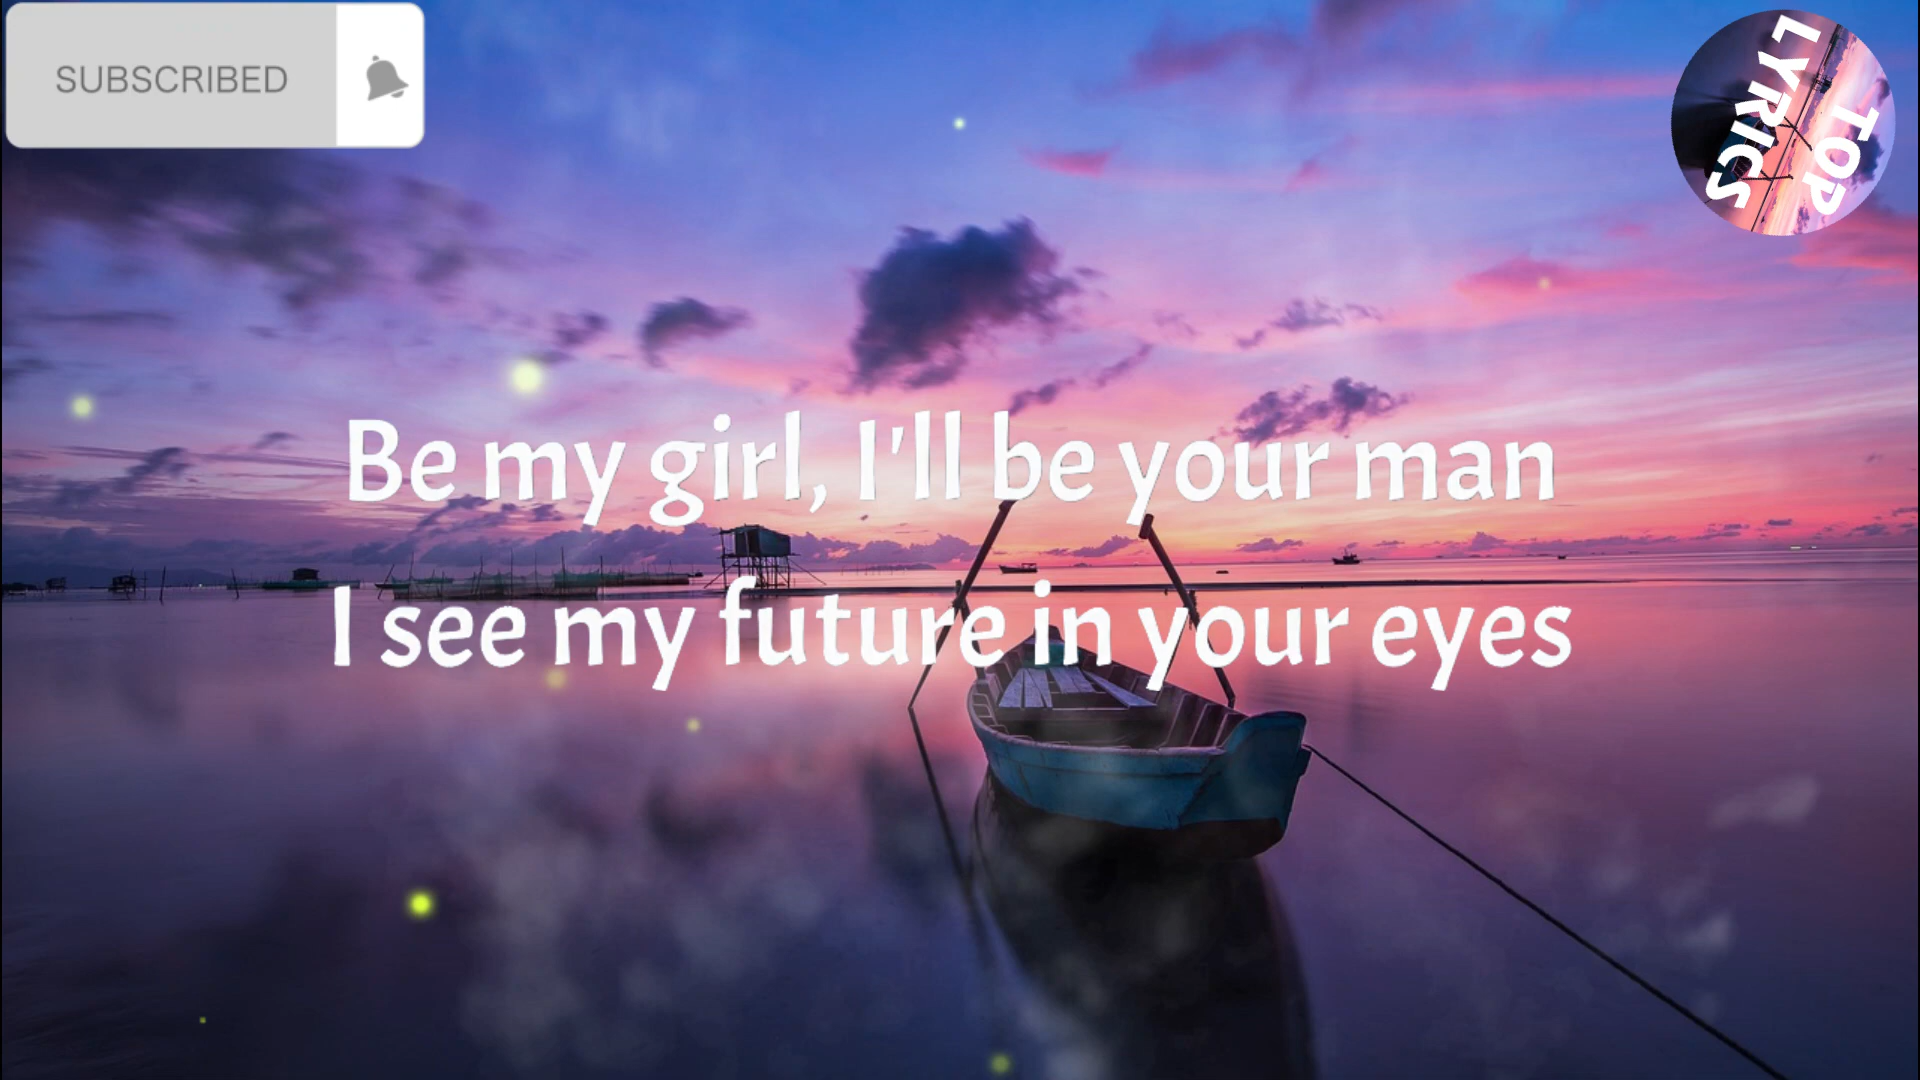 SUBSCRIBED
TOP
LYRICS
Be my girl, I'll be your man
I see my future in your eyes